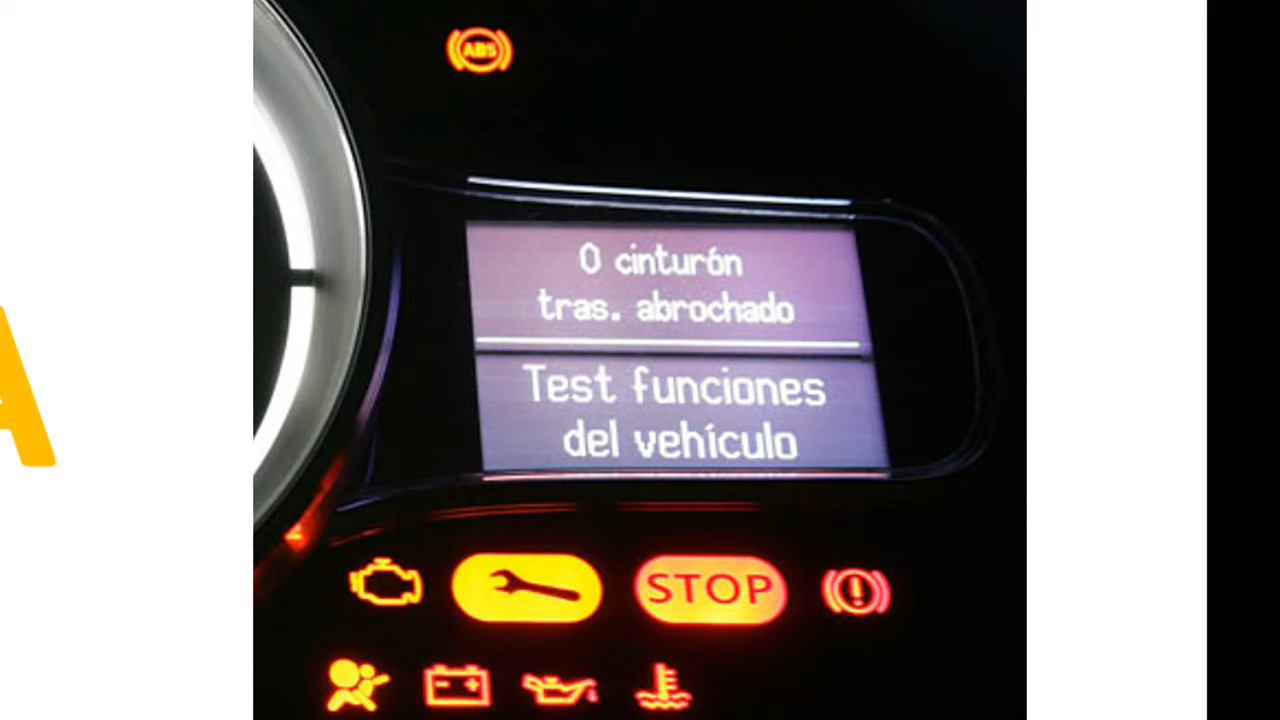 A
ABS
0 cinturón
tras. abrochado
Test funciones
del vehículo
STOP